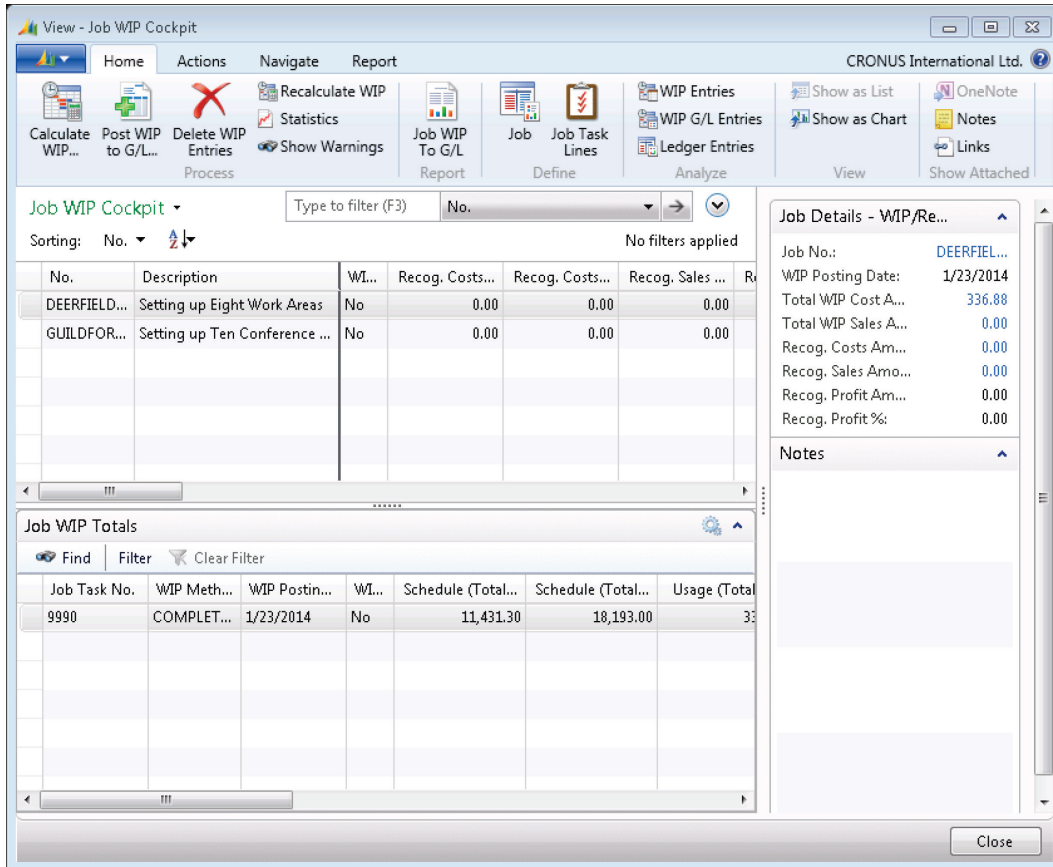 View - Job WIP Cockpit
Home Actions Navigate Report CRONUS International Ltd.
Calculate WIP...
Post WIP to G/L...
Delete WIP Entries
Recalculate WIP
Statistics
Show Warnings
Process
Job WIP To G/L
Report
Job
Job Task Lines
Define
WIP Entries
WIP G/L Entries
Ledger Entries
Analyze
Show as List
Show as Chart
View
OneNote
Notes
Links
Show Attached
Job WIP Cockpit
Type to filter (F3) No.
Sorting: No. A Z
No filters applied
No. Description WI... Recog. Costs... Recog. Costs... Recog. Sales ... Re
DEERFIELD... Setting up Eight Work Areas No 0.00 0.00 0.00
GUILDFOR... Setting up Ten Conference ... No 0.00 0.00 0.00
Job WIP Totals
Find Filter Clear Filter
Job Task No. WIP Meth... WIP Postin... WI... Schedule (Total... Schedule (Total... Usage (Total
9990 COMPLET... 1/23/2014 No 11,431.30 18,193.00 33
Job Details - WIP/Re...
Job No.: DEERFIEL...
WIP Posting Date: 1/23/2014
Total WIP Cost A... 336.88
Total WIP Sales A... 0.00
Recog. Costs Am... 0.00
Recog. Sales Amo... 0.00
Recog. Profit Am... 0.00
Recog. Profit %: 0.00
Notes
Close